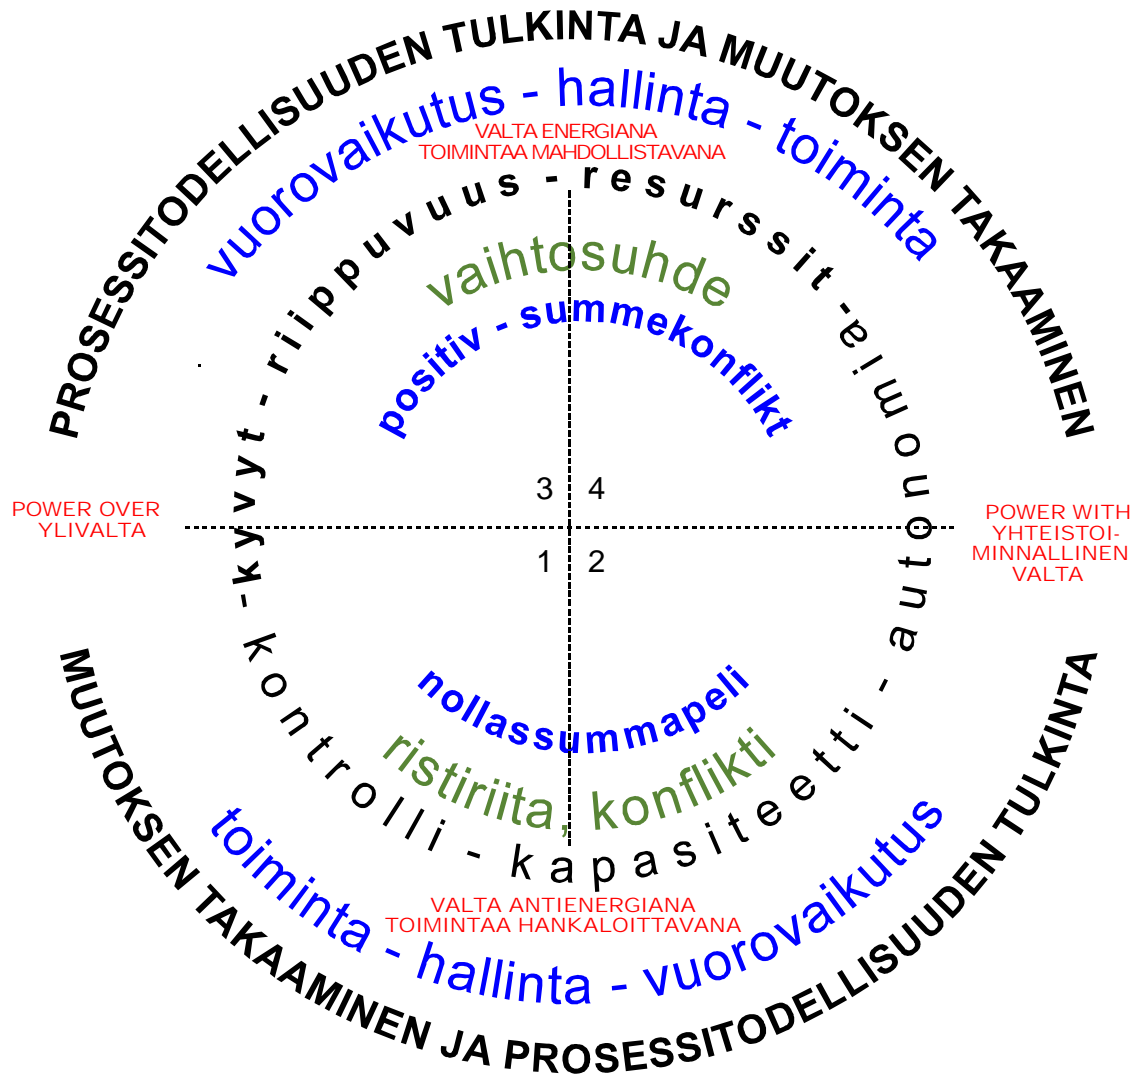 PROSESSITODELLISUUDEN TULKINTA JA MUUTOKSEN TAKAAMINEN
vuorovaikutus - hallinta - toiminta
VALTA ENERGIANA
TOIMINTAA MAHDOLLISTAVANA
-kyvyt - riippuvuus - resurssit -
vaihtosuhde
positiv - summekonflikt
3 4
POWER OVER
YLIVALTA
POWER WITH
YHTEISTOI-
MINNALLINEN
VALTA
1 2
nollassummapeli
ristiriita, konflikti
kontrolli - kapasiteetti - autouomia
VALTA ANTIENERGIANA
TOIMINTAA HANKALOITTAVANA
toiminta - hallinta - vuorovaikutus
MUUTOKSEN TAKAAMINEN JA PROSESSITODELLISUUDEN TULKINTA